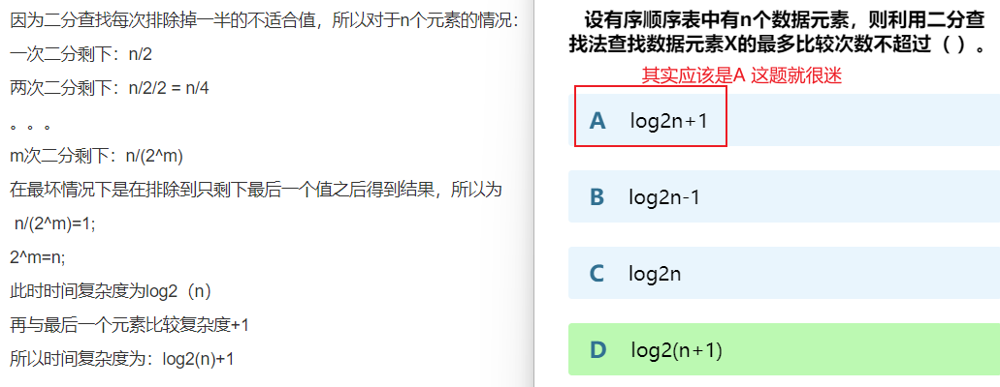 因为二分查找每次排除掉一半的不适合值，所以对于n个元素的情况：
一次二分剩下：n/2
两次二分剩下：n/2/2 = n/4
。。。
m次二分剩下：n/(2^m)
在最坏情况下是在排除到只剩下最后一个值之后得到结果，所以为
n/(2^m)=1;
2^m=n;
此时时间复杂度为log2（n）
再与最后一个元素比较复杂度+1
所以时间复杂度为：log2(n)+1
设有序顺序表中有n个数据元素，则利用二分查
找法查找数据元素X的最多比较次数不超过（ ）。
其实应该是A 这题就很迷
A log2n+1
B log2n-1
C log2n
D log2(n+1)